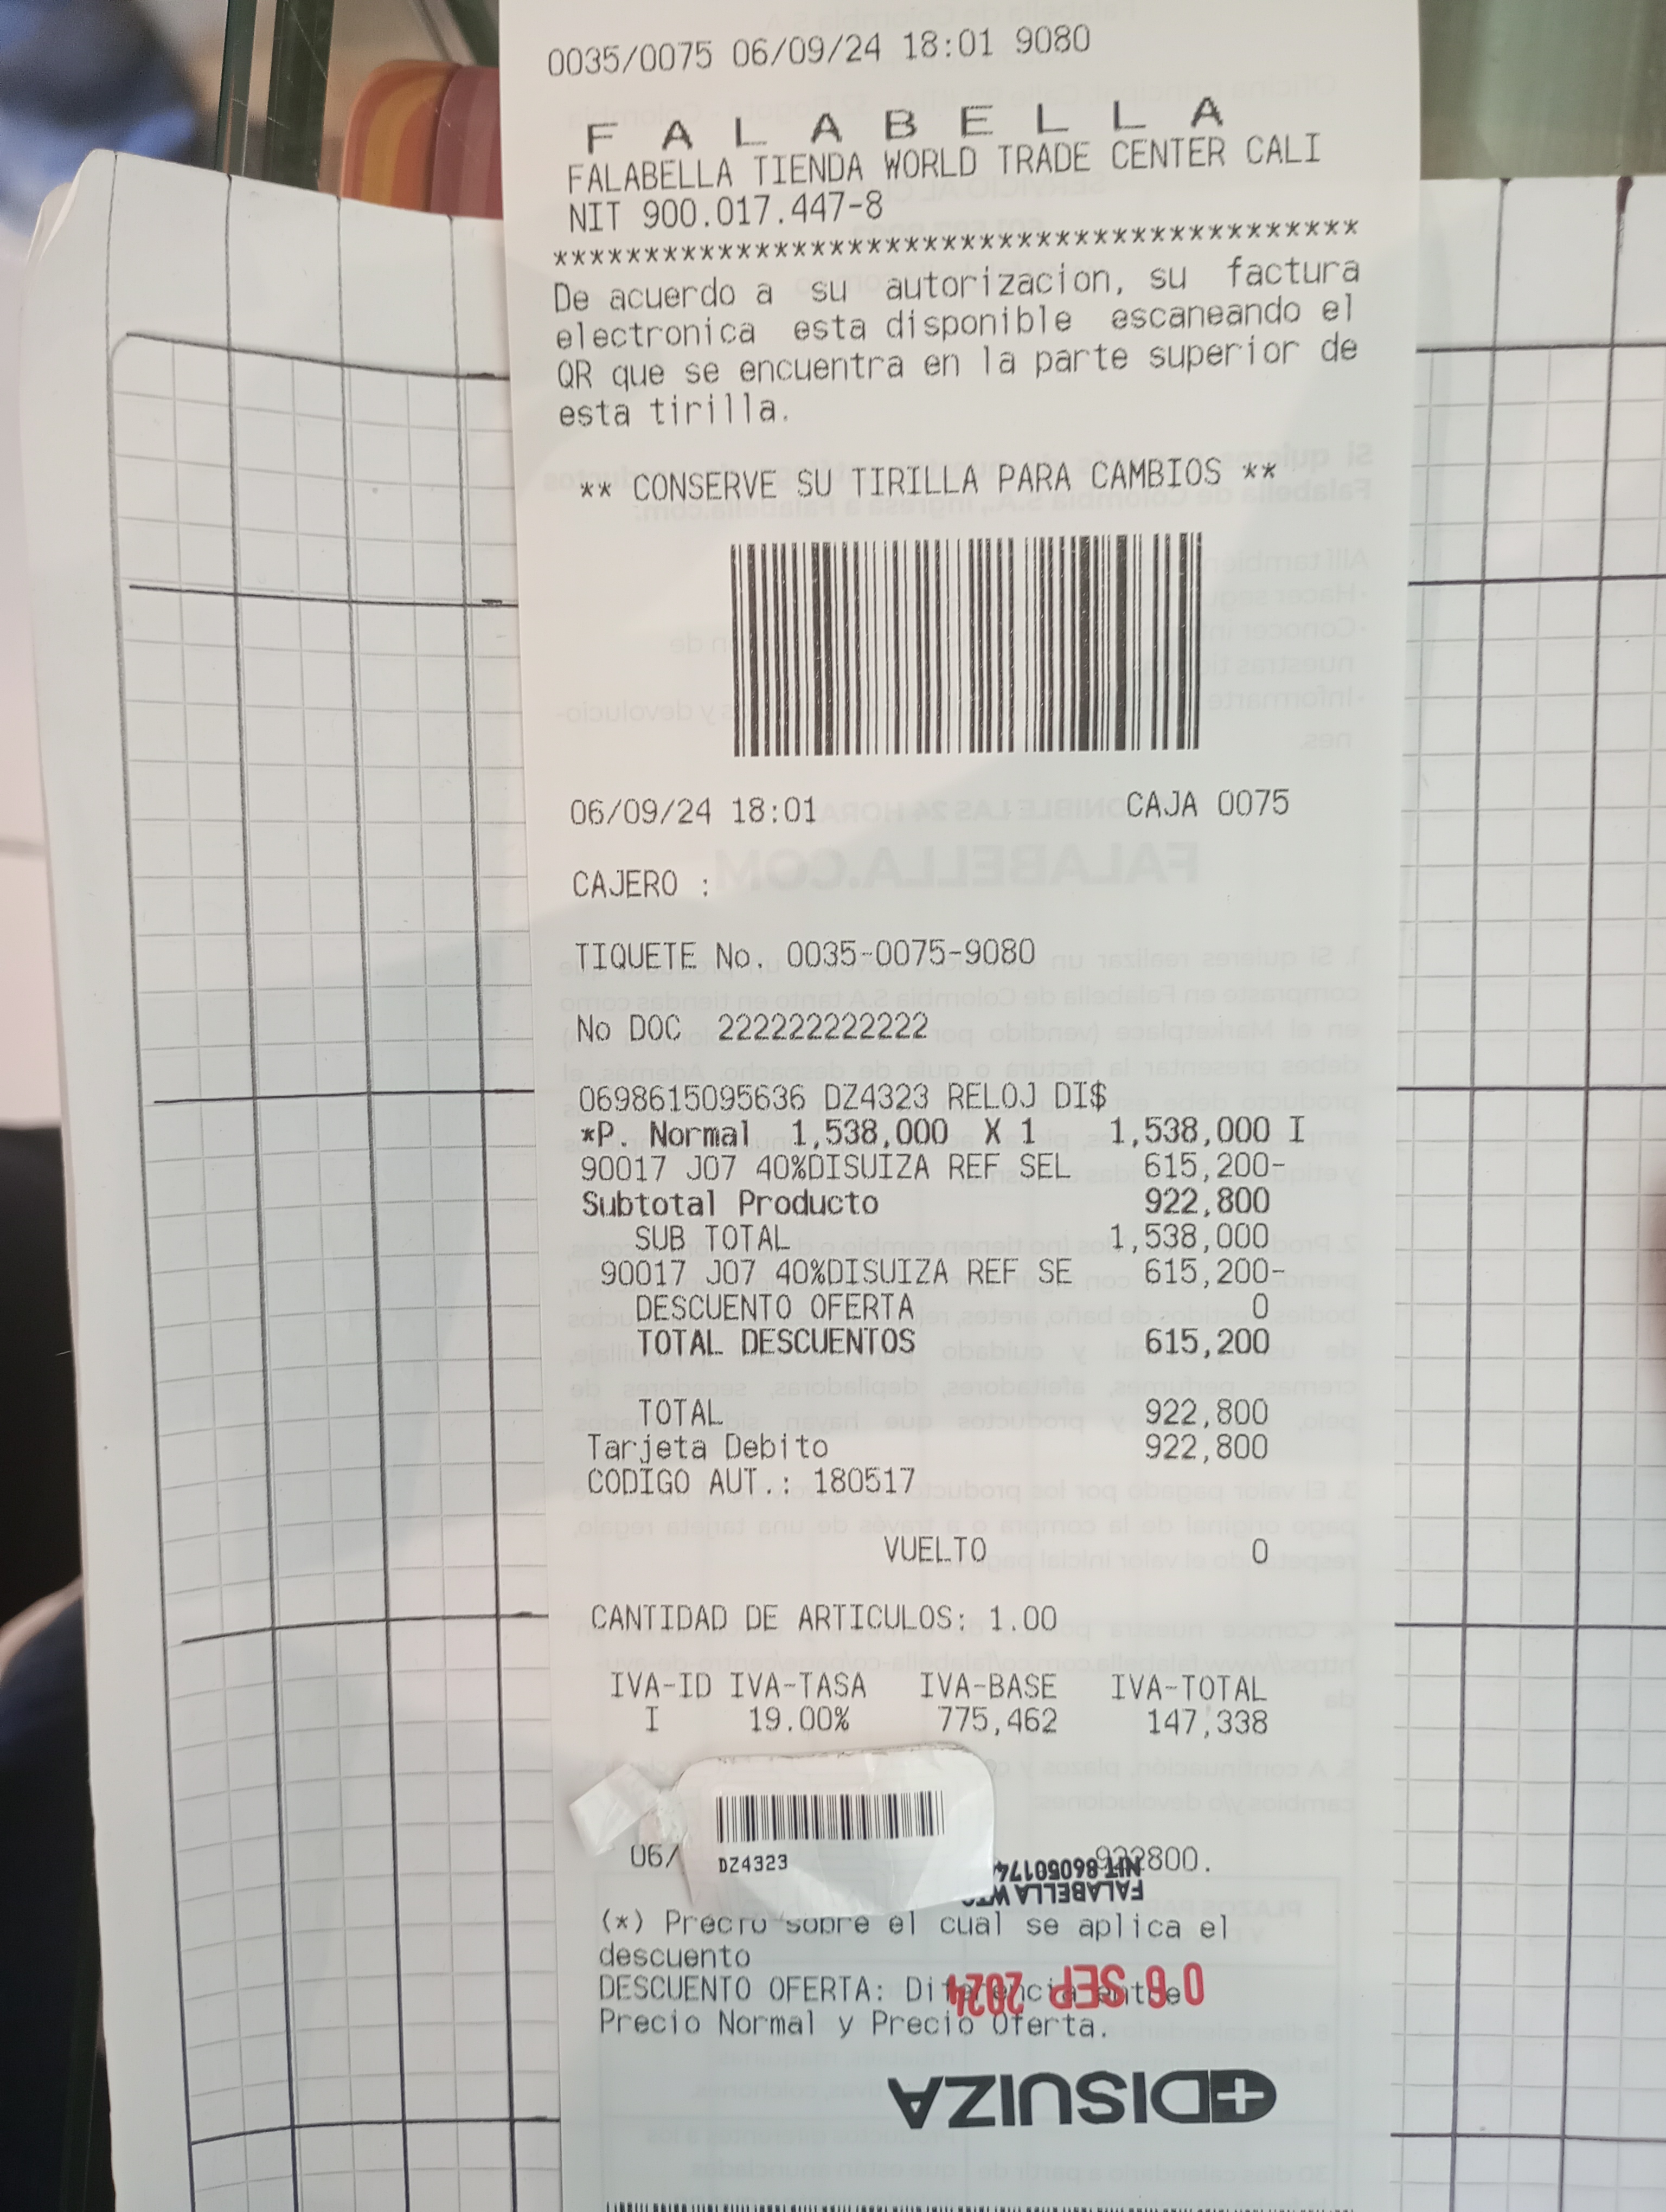 0035/0075 06/09/24 18:01 9080
F A L A B E L L A
FALABELLA TIENDA WORLD TRADE CENTER CALI
NIT 900.017.447-8
********************************************
De acuerdo a su autorizacion, su factura
electronica esta disponible escaneando el
QR que se encuentra en la parte superior de
esta tirilla.
** CONSERVE SU TIRILLA PARA CAMBIOS **
06/09/24 18:01 CAJA 0075
CAJERO :
TIQUETE No. 0035-0075-9080
No DOC 222222222222
0698615095636 DZ4323 RELOJ DI$
*P. Normal 1,538,000 X 1 1,538,000 I
90017 J07 40%DISUIZA REF SEL 615,200-
Subtotal Producto 922,800
SUB TOTAL 1,538,000
90017 J07 40%DISUIZA REF SE 615,200-
DESCUENTO OFERTA 0
TOTAL DESCUENTOS 615,200
TOTAL 922,800
Tarjeta Debito 922,800
CODIGO AUT.: 180517
VUELTO 0
CANTIDAD DE ARTICULOS: 1.00
IVA-ID IVA-TASA IVA-BASE IVA-TOTAL
I 19.00% 775,462 147,338
06/ 922800.
DZ4323
NIT 86050174
FALABELLA
(*) Precio sobre el cual se aplica el
descuento
DESCUENTO OFERTA: Diferencia entre
06 SEP 2024
Precio Normal y Precio Oferta.
DISUIZA